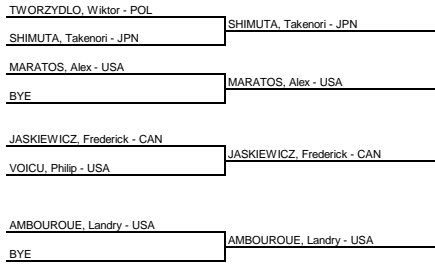 TWORZYDLO, Wiktor - POL
SHIMUTA, Takenori - JPN
SHIMUTA, Takenori - JPN
MARATOS, Alex - USA
MARATOS, Alex - USA
BYE
JASKIEWICZ, Frederick - CAN
JASKIEWICZ, Frederick - CAN
VOICU, Philip - USA
AMBOUROUE, Landry - USA
AMBOUROUE, Landry - USA
BYE